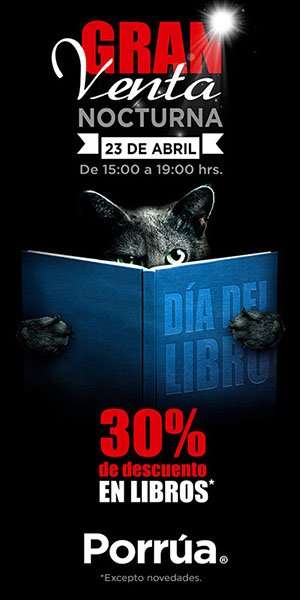 GRAN
Venta
NOCTURNA
23 DE ABRIL
De 15:00 a 19:00 hrs.
DÍA DEL
LIBRO
30%
de descuento
EN LIBROS*
Porrúa®
*Excepto novedades.